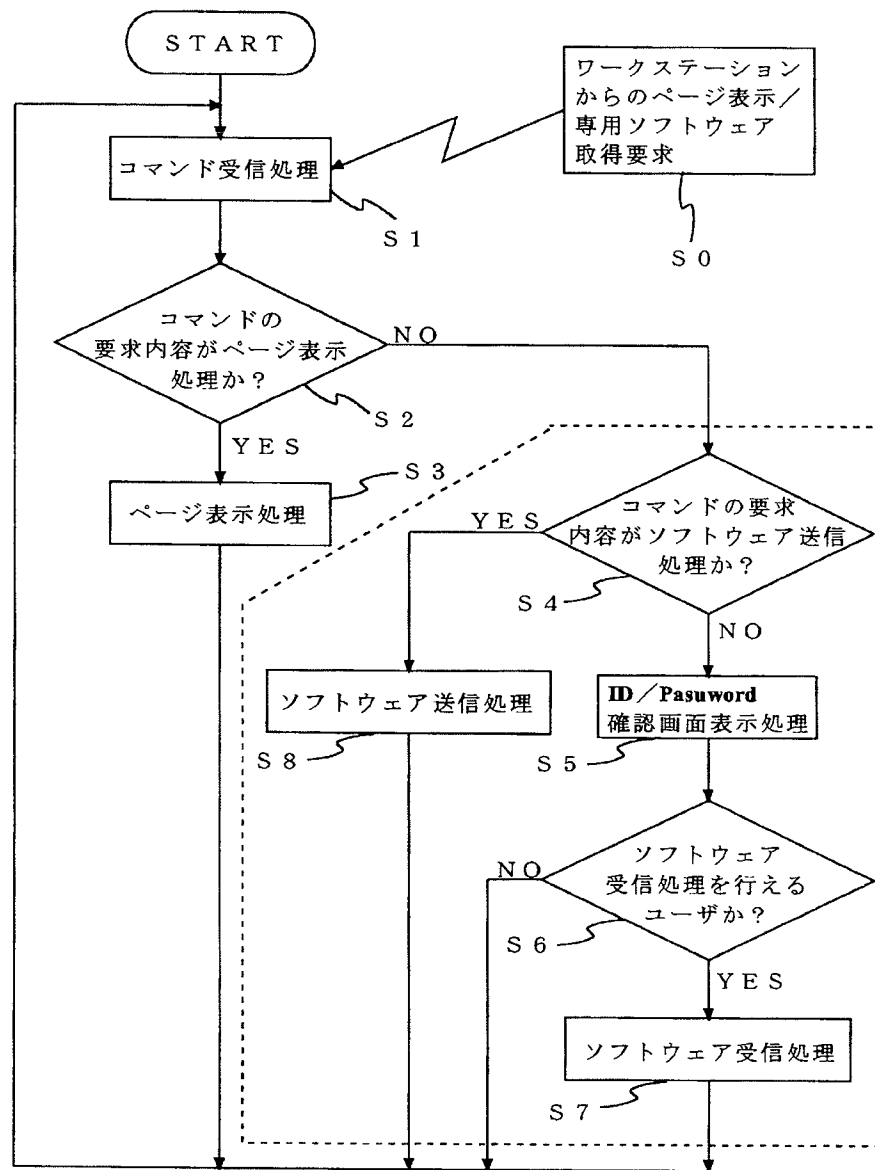 START
ワークステーション
からのページ表示／
専用ソフトウェア
取得要求
S0
コマンド受信処理
S1
コマンドの
要求内容がページ表示
処理か？
NO
S2
YES
S3
ページ表示処理
コマンドの要求
内容がソフトウェア送信
処理か？
YES
S4
NO
ソフトウェア送信処理
S8
ID／Pasuword
確認画面表示処理
S5
ソフトウェア
受信処理を行える
ユーザか？
NO
S6
YES
ソフトウェア受信処理
S7